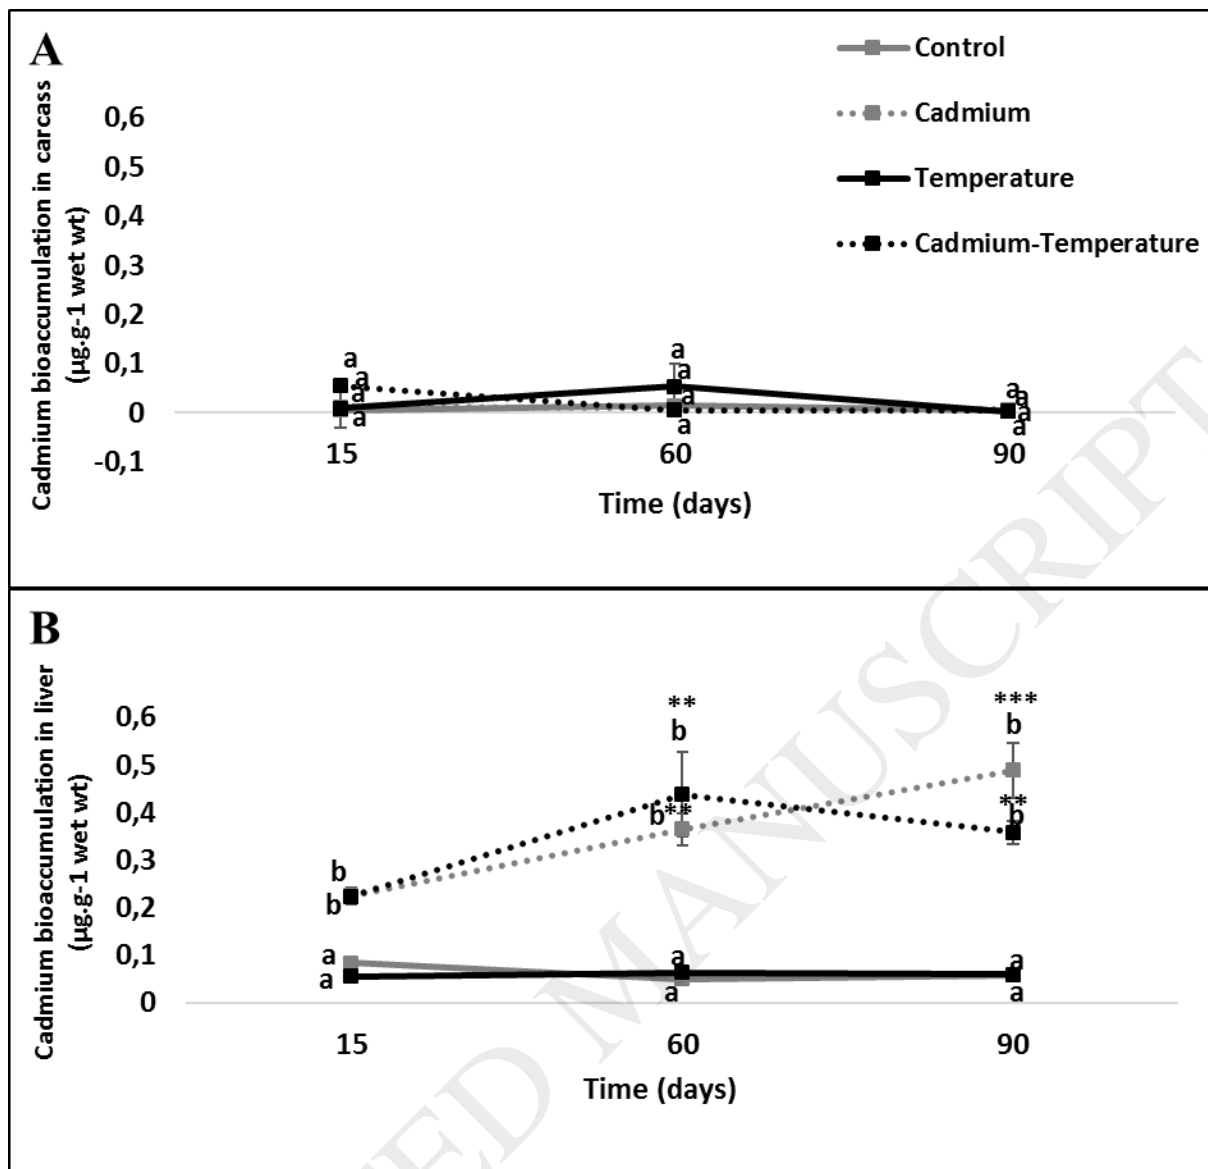 A
Control
Cadmium
Temperature
Cadmium-Temperature
Cadmium bioaccumulation in carcass
(µg.g-1 wet wt)
0,6
0,5
0,4
0,3
0,2
0,1
0
-0,1
a
a
a
a
a
a
a
a
a
a
a
a
15
60
90
Time (days)
B
Cadmium bioaccumulation in liver
(µg.g-1 wet wt)
0,6
0,5
0,4
0,3
0,2
0,1
0
**
b
***
b
b**
**
b
b
b
a
a
a
a
a
a
15
60
90
Time (days)
TED MANUSCRIPT